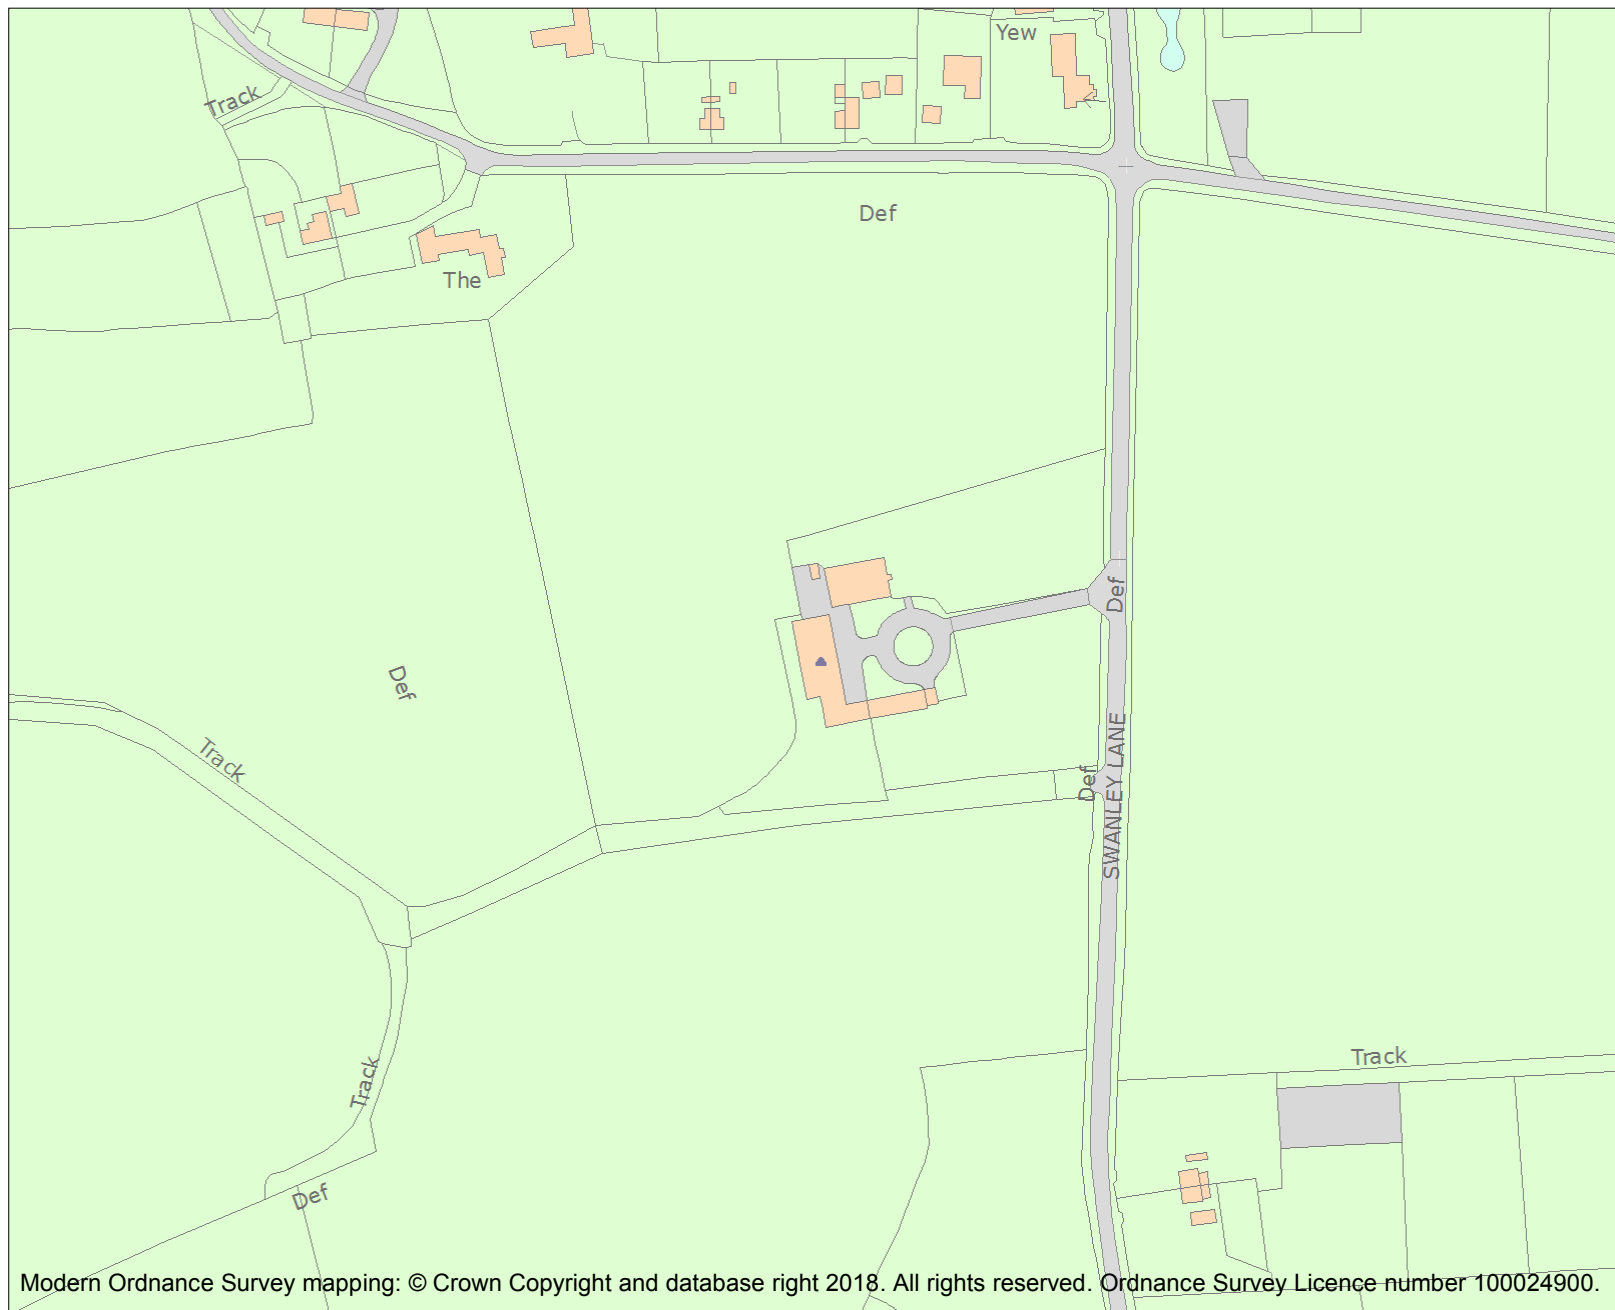 Yew
Track
Def
The
Def
Def
SWANLEY LANE
Def
Track
Track
Track
Def
Modern Ordnance Survey mapping: © Crown Copyright and database right 2018. All rights reserved. Ordnance Survey Licence number 100024900.